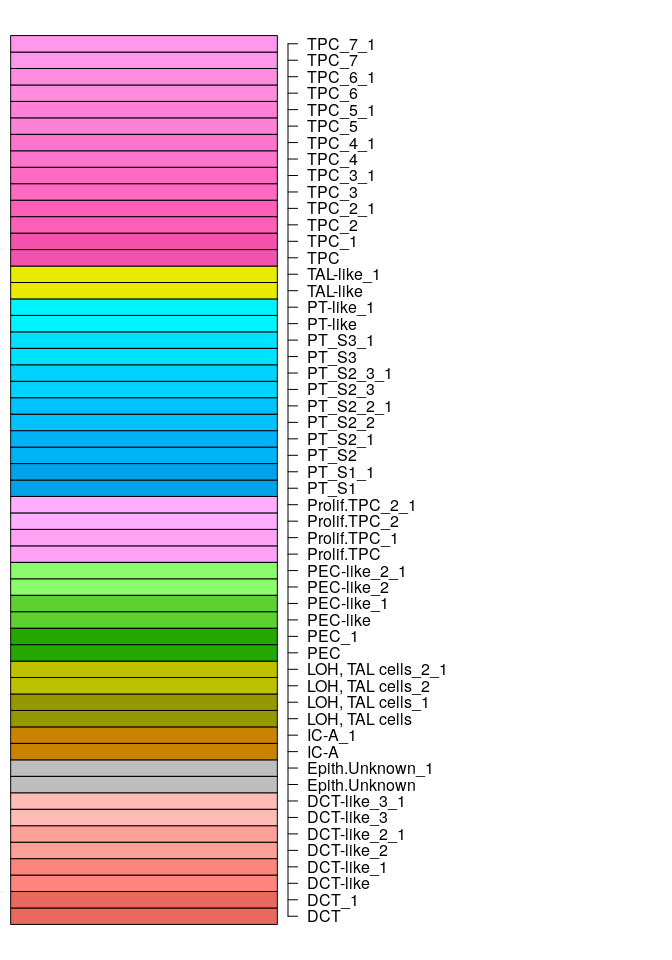 TPC_7_1
TPC_7
TPC_6_1
TPC_6
TPC_5_1
TPC_5
TPC_4_1
TPC_4
TPC_3_1
TPC_3
TPC_2_1
TPC_2
TPC_1
TPC
TAL-like_1
TAL-like
PT-like_1
PT-like
PT_S3_1
PT_S3
PT_S2_3_1
PT_S2_3
PT_S2_2_1
PT_S2_2
PT_S2_1
PT_S2
PT_S1_1
PT_S1
Prolif.TPC_2_1
Prolif.TPC_2
Prolif.TPC_1
Prolif.TPC
PEC-like_2_1
PEC-like_2
PEC-like_1
PEC-like
PEC_1
PEC
LOH, TAL cells_2_1
LOH, TAL cells_2
LOH, TAL cells_1
LOH, TAL cells
IC-A_1
IC-A
Epith.Unknown_1
Epith.Unknown
DCT-like_3_1
DCT-like_3
DCT-like_2_1
DCT-like_2
DCT-like_1
DCT-like
DCT_1
DCT